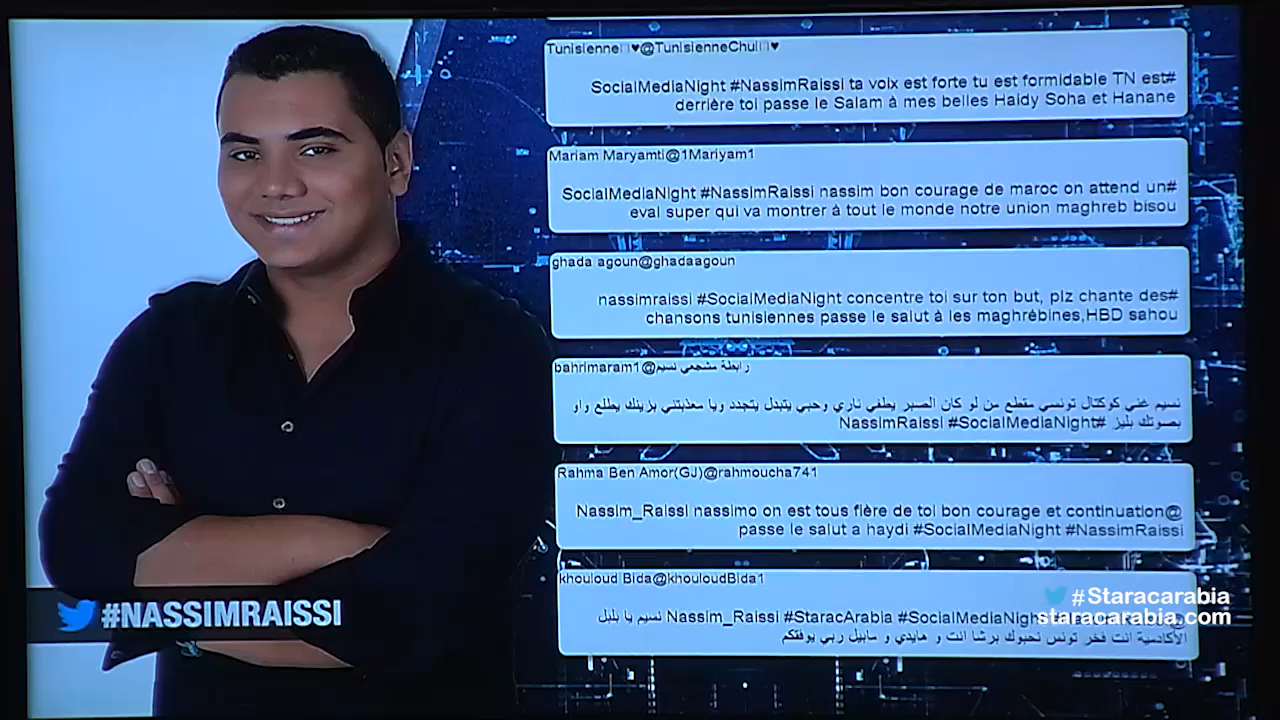 Tunisienne♥@TunisienneChul♥
SocialMediaNight #NassimRaissi ta voix est forte tu est formidable TN est#
derrière toi passe le Salam à mes belles Haidy Soha et Hanane
Mariam Maryamti@1Mariyam1
SocialMediaNight #NassimRaissi nassim bon courage de maroc on attend un#
eval super qui va montrer à tout le monde notre union maghreb bisou
ghada agoun@ghadaagoun
nassimraissi #SocialMediaNight concentre toi sur ton but, plz chante des#
chansons tunisiennes passe le salut à les maghrébines,HBD sahou
bahrimaram1@رابطة مشجعي نسيم
نسيم غني كوكتال تونسي مقطع من لو كان الصبر يطفي ناري وحبي يتبدل يتجدد ويا معذبتني بزينك يطلع واو
بصوتك بليز #NassimRaissi #SocialMediaNight
Rahma Ben Amor(GJ)@rahmoucha741
Nassim_Raissi nassimo on est tous fière de toi bon courage et continuation@
passe le salut a haydi #SocialMediaNight #NassimRaissi
khouloud Bida@khouloudBida1
@Nassim_Raissi #StaracArabia #SocialMediaNigh نسيم يا بلبل
الأكادسية انت فخر تونس نحبوك برشا انت و هايدي و سابيل ربي يوفقكم
#NASSIMRAISSI
#Staracarabia
staracarabia.com